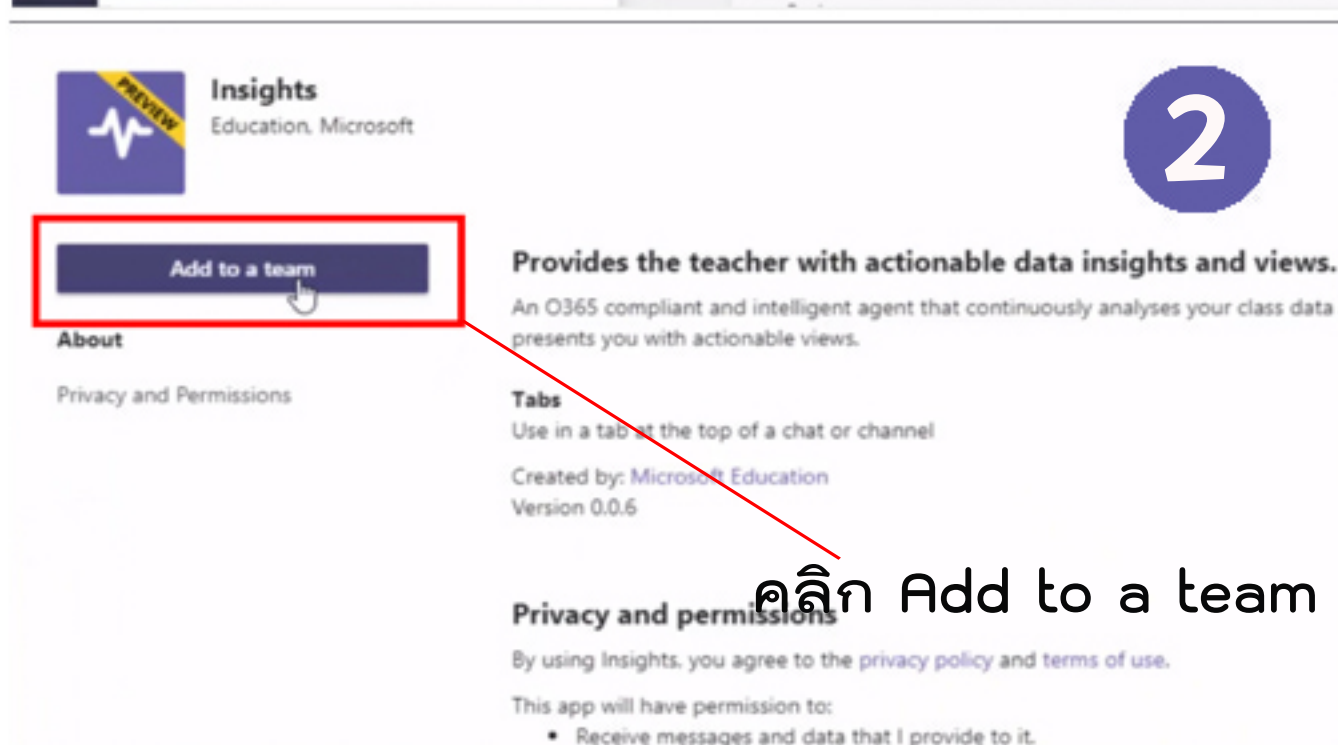 PREVIEW
Insights
Education, Microsoft
2
Add to a team
About
Privacy and Permissions
Provides the teacher with actionable data insights and views.
An O365 compliant and intelligent agent that continuously analyses your class data
presents you with actionable views.
Tabs
Use in a tab at the top of a chat or channel
Created by: Microsoft Education
Version 0.0.6
คลิก Add to a team
Privacy and permissions
By using Insights, you agree to the privacy policy and terms of use.
This app will have permission to:
• Receive messages and data that I provide to it.